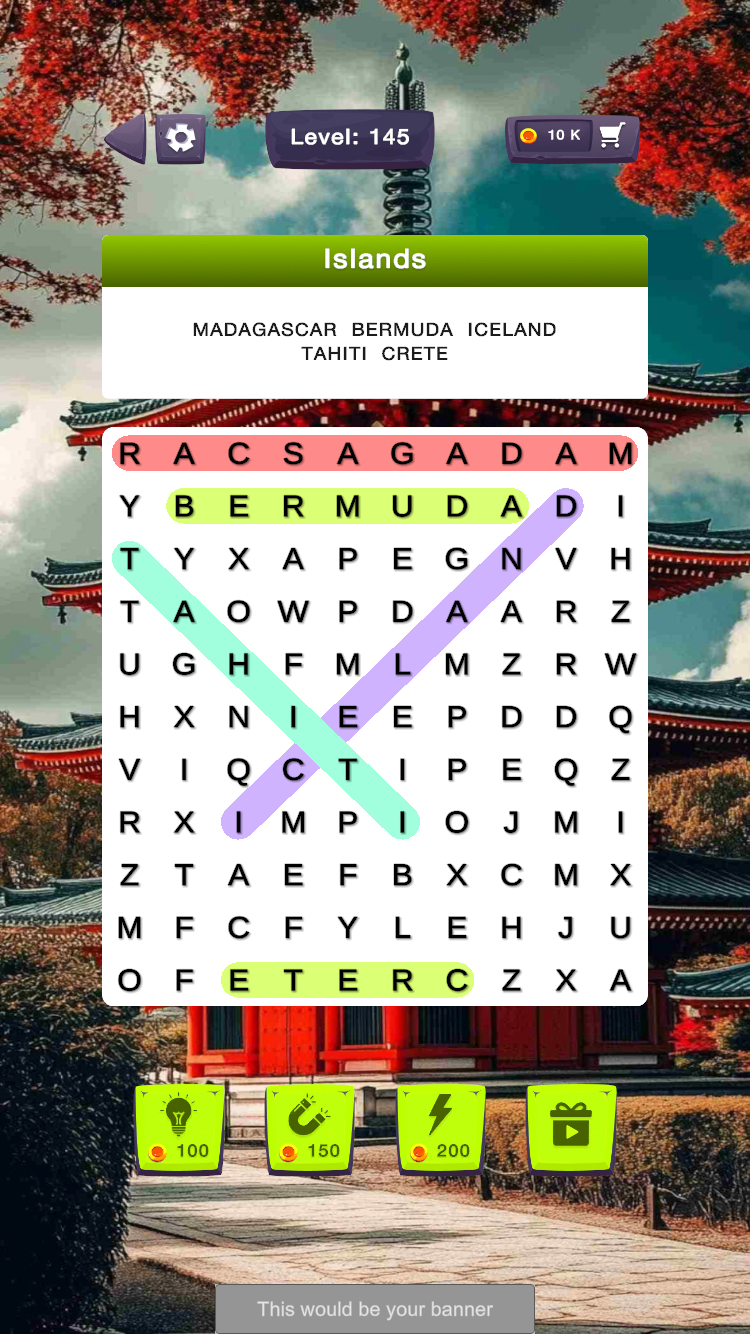 Level: 145
10 K
Islands
MADAGASCAR BERMUDA ICELAND
TAHITI CRETE
R A C S A G A D A M
Y B E R M U D A D I
T Y X A P E G N V H
T A O W P D A A R Z
U G H F M L M Z R W
H X N I E E P D D Q
V I Q C T I P E Q Z
R X I M P I O J M I
Z T A E F B X C M X
M F C F Y L E H J U
O F E T E R C Z X A
100 150 200
This would be your banner